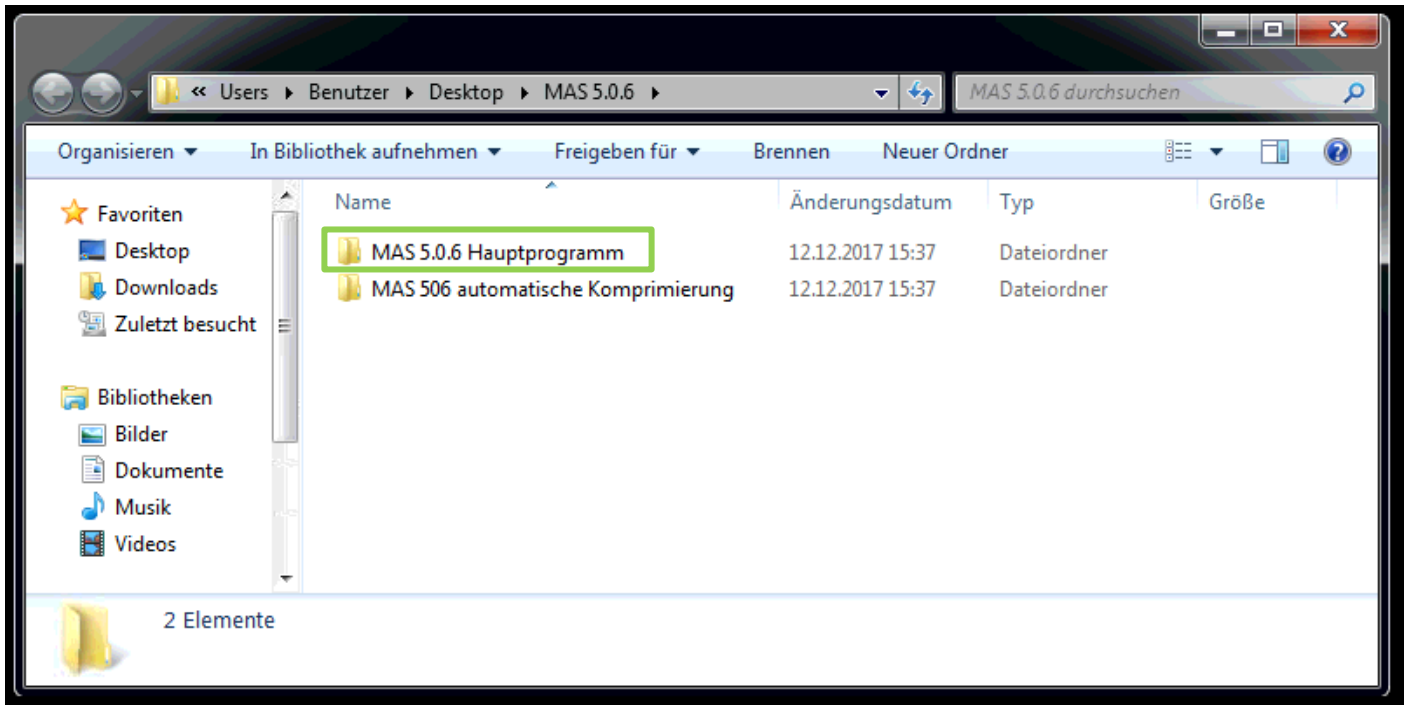 « Users Benutzer Desktop MAS 5.0.6 MAS 5.0.6 durchsuchen
Organisieren In Bibliothek aufnehmen Freigeben für Brennen Neuer Ordner
Favoriten
Desktop
Downloads
Zuletzt besucht
Bibliotheken
Bilder
Dokumente
Musik
Videos
Name Änderungsdatum Typ Größe
MAS 5.0.6 Hauptprogramm 12.12.2017 15:37 Dateiordner
MAS 506 automatische Komprimierung 12.12.2017 15:37 Dateiordner
2 Elemente